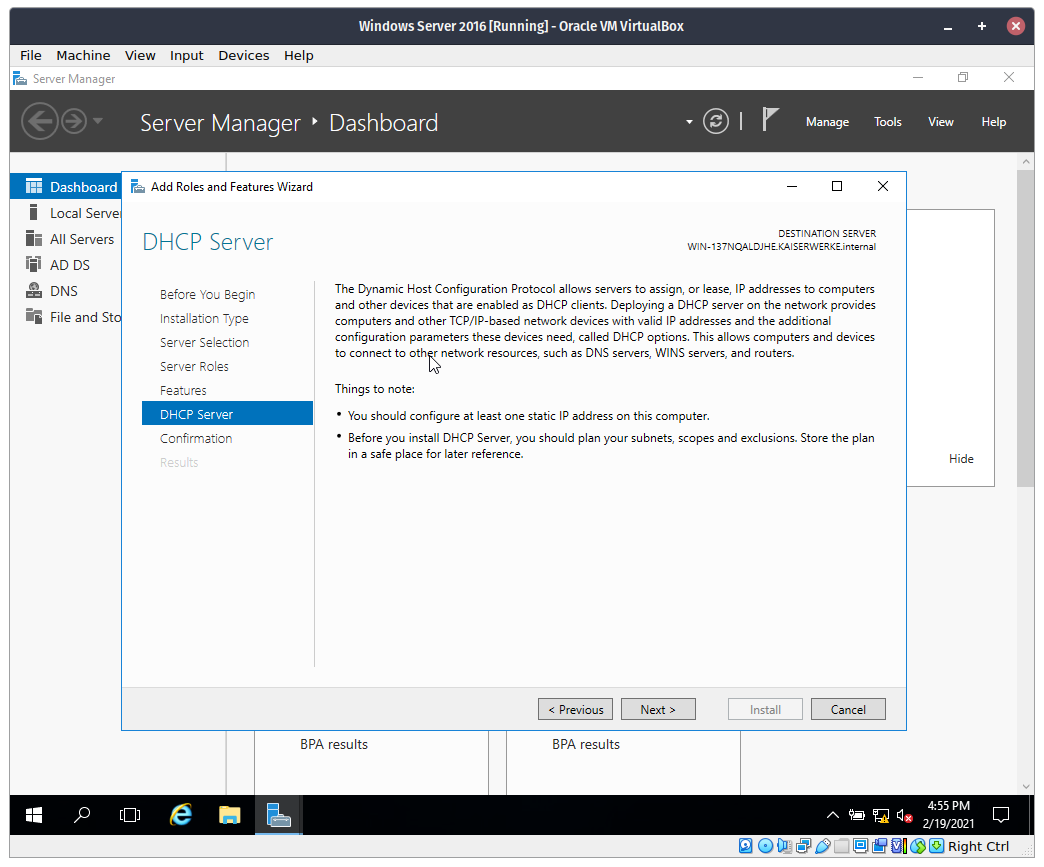 Windows Server 2016 [Running] - Oracle VM VirtualBox
File Machine View Input Devices Help
Server Manager
Server Manager Dashboard
Manage Tools View Help
Dashboard
Local Server
All Servers
AD DS
DNS
File and Sto
Add Roles and Features Wizard
DHCP Server
DESTINATION SERVER
WIN-137NQALDJHE.KAISERWERKE.internal
Before You Begin
Installation Type
Server Selection
Server Roles
Features
DHCP Server
Confirmation
Results
The Dynamic Host Configuration Protocol allows servers to assign, or lease, IP addresses to computers
and other devices that are enabled as DHCP clients. Deploying a DHCP server on the network provides
computers and other TCP/IP-based network devices with valid IP addresses and the additional
configuration parameters these devices need, called DHCP options. This allows computers and devices
to connect to other network resources, such as DNS servers, WINS servers, and routers.
Things to note:
• You should configure at least one static IP address on this computer.
• Before you install DHCP Server, you should plan your subnets, scopes and exclusions. Store the plan
in a safe place for later reference.
Hide
< Previous Next > Install Cancel
BPA results BPA results
4:55 PM
2/19/2021
Right Ctrl